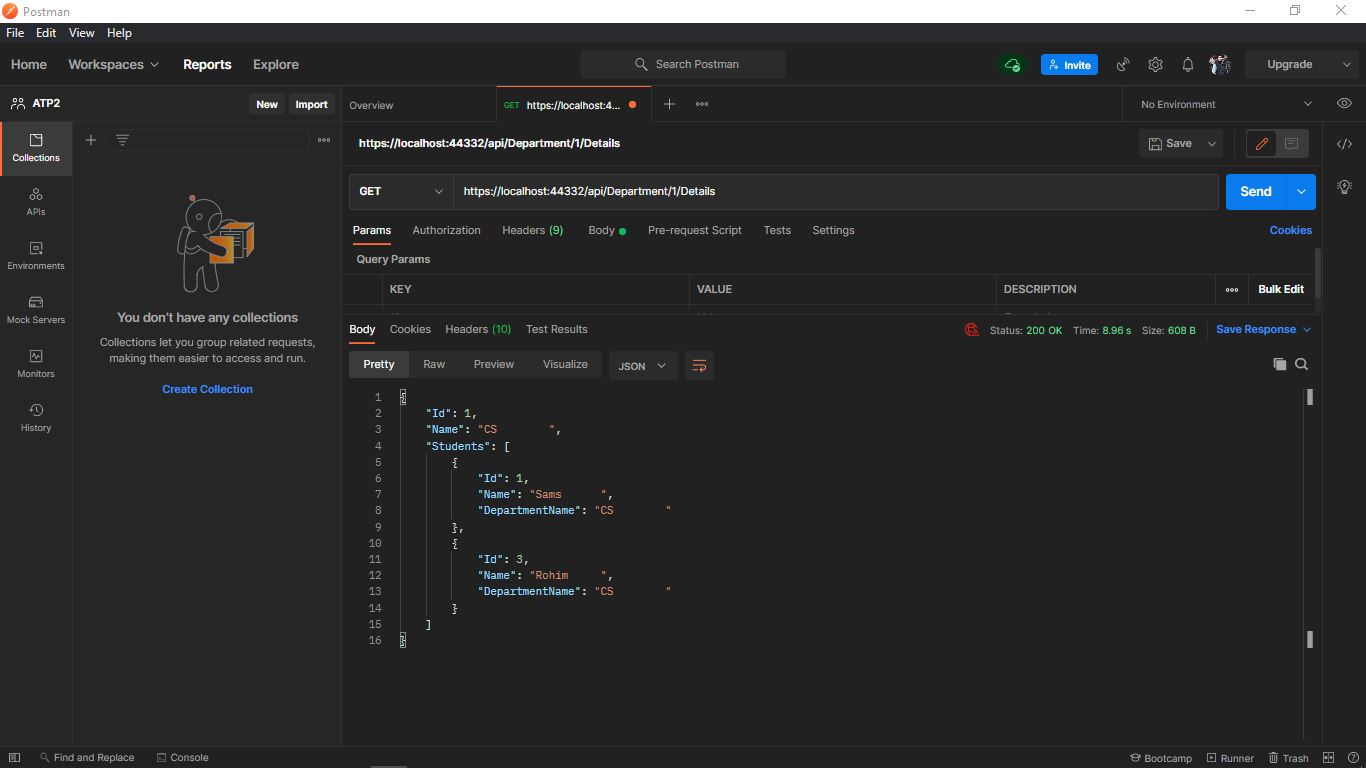 Postman
File Edit View Help
Home Workspaces Reports Explore Search Postman Invite Upgrade
ATP2 New Import Overview GET https://localhost:4... No Environment
Collections
APIs
Environments
Mock Servers
Monitors
History
You don't have any collections
Collections let you group related requests,
making them easier to access and run.
Create Collection
https://localhost:44332/api/Department/1/Details Save
GET https://localhost:44332/api/Department/1/Details Send
Params Authorization Headers (9) Body Pre-request Script Tests Settings Cookies
Query Params
KEY VALUE DESCRIPTION Bulk Edit
Body Cookies Headers (10) Test Results Status: 200 OK Time: 8.96 s Size: 608 B Save Response
Pretty Raw Preview Visualize JSON
1 {
2 "Id": 1,
3 "Name": "CS        ",
4 "Students": [
5 {
6 "Id": 1,
7 "Name": "Sams      ",
8 "DepartmentName": "CS        "
9 },
10 {
11 "Id": 3,
12 "Name": "Rohim     ",
13 "DepartmentName": "CS        "
14 }
15 ]
16 }
Find and Replace Console Bootcamp Runner Trash